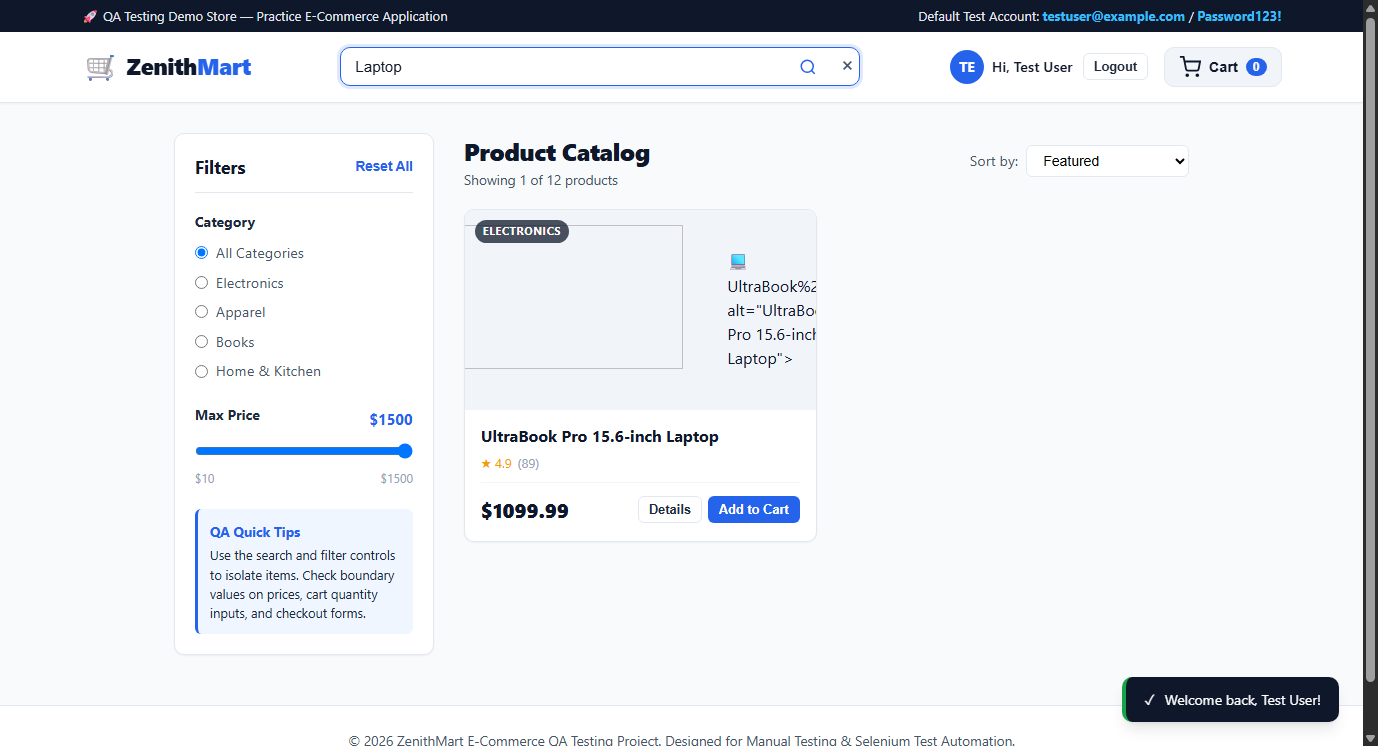 🚀 QA Testing Demo Store — Practice E-Commerce Application
Default Test Account: testuser@example.com / Password123!
ZenithMart
Laptop
TE
Hi, Test User
Logout
Cart 0
Filters
Reset All
Category
All Categories
Electronics
Apparel
Books
Home & Kitchen
Max Price
$1500
$10
$1500
QA Quick Tips
Use the search and filter controls
to isolate items. Check boundary
values on prices, cart quantity
inputs, and checkout forms.
Product Catalog
Showing 1 of 12 products
Sort by:
Featured
ELECTRONICS
UltraBook%2
alt="UltraBoo
Pro 15.6-inch
Laptop">
UltraBook Pro 15.6-inch Laptop
★ 4.9 (89)
$1099.99
Details
Add to Cart
✓ Welcome back, Test User!
© 2026 ZenithMart E-Commerce QA Testing Project. Designed for Manual Testing & Selenium Test Automation.